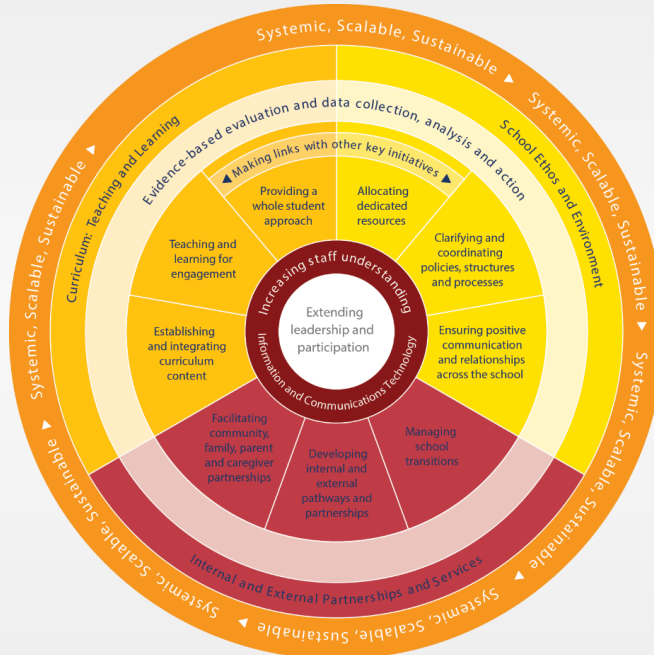 Systemic, Scalable, Sustainable
Systemic, Scalable, Sustainable
Systemic, Scalable, Sustainable
Systemic, Scalable, Sustainable
Systemic, Scalable, Sustainable
Systemic, Scalable, Sustainable
Curriculum: Teaching and Learning
School Ethos and Environment
Internal and External Partnerships and Services
Evidence-based evaluation and data collection, analysis and action
Making links with other key initiatives
Providing a
whole student
approach
Allocating
dedicated
resources
Teaching and
learning for
engagement
Clarifying and
coordinating
policies, structures
and processes
Establishing
and integrating
curriculum
content
Ensuring positive
communication
and relationships
across the school
Facilitating
community,
family, parent
and caregiver
partnerships
Developing
internal and
external
pathways and
partnerships
Managing
school
transitions
Increasing staff understanding
Information and Communications Technology
Extending
leadership and
participation